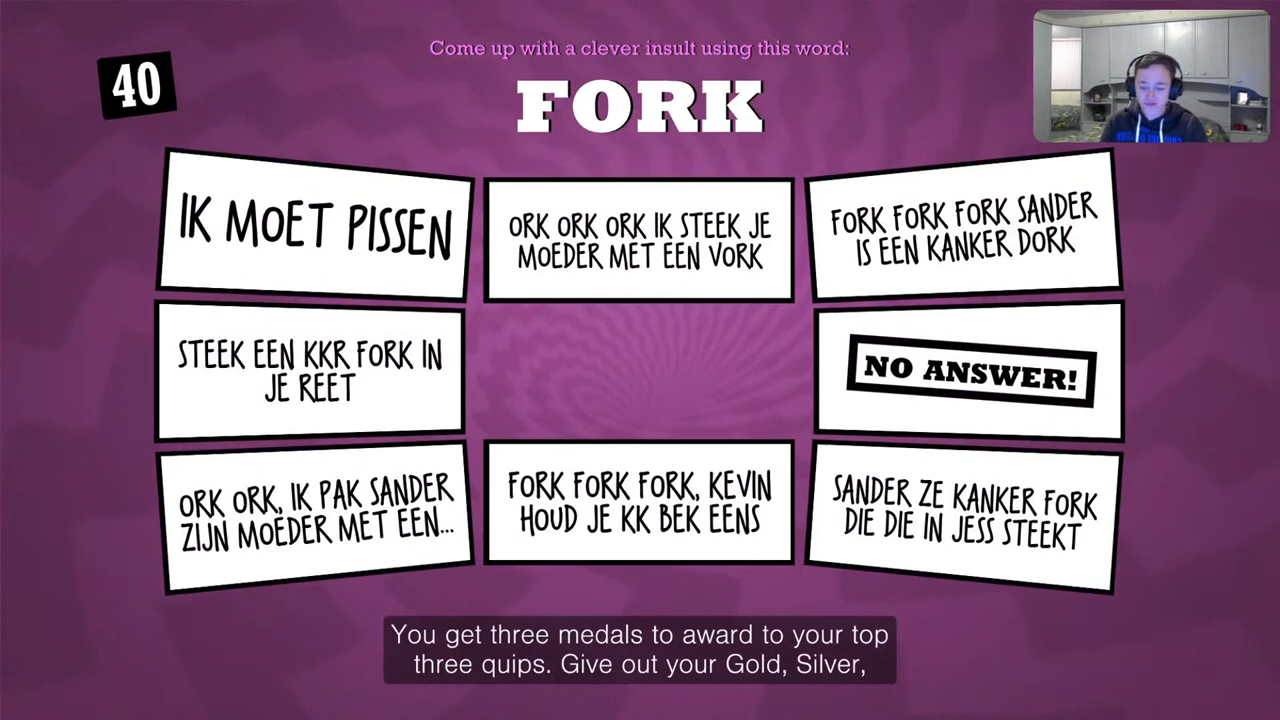 Come up with a clever insult using this word:
40
FORK
IK MOET PISSEN
ORK ORK ORK IK STEEK JE
MOEDER MET EEN VORK
FORK FORK FORK SANDER
IS EEN KANKER DORK
STEEK EEN KKR FORK IN
JE REET
NO ANSWER!
ORK ORK, IK PAK SANDER
ZIJN MOEDER MET EEN...
FORK FORK FORK, KEVIN
HOUD JE KK BEK EENS
SANDER ZE KANKER FORK
DIE DIE IN JESS STEEKT
You get three medals to award to your top
three quips. Give out your Gold, Silver,